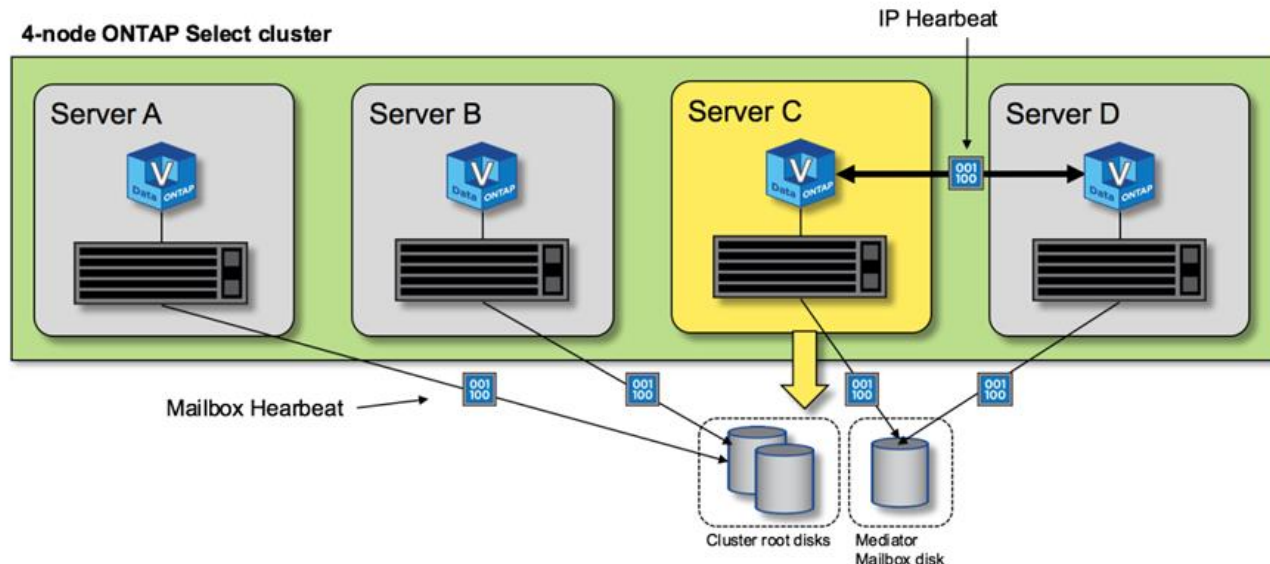 4-node ONTAP Select cluster
IP Hearbeat
Server A
Server B
Server C
Server D
V
Data ONTAP
V
Data ONTAP
V
Data ONTAP
V
Data ONTAP
001
100
Mailbox Hearbeat
001
100
001
100
001
100
001
100
Cluster root disks
Mediator
Mailbox disk